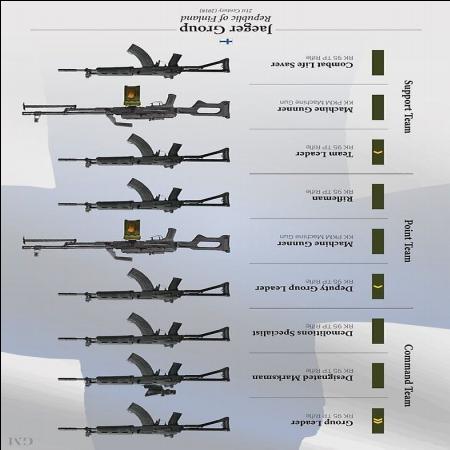 GM
Command Team
Group Leader
RK 95 TP Rifle
Designated Marksman
RK 95 TP Rifle
Demolitions Specialist
RK 95 TP Rifle
Point Team
Deputy Group Leader
RK 95 TP Rifle
Machine Gunner
KK PKM Machine Gun
Rifleman
RK 95 TP Rifle
Support Team
Team Leader
RK 95 TP Rifle
Machine Gunner
KK PKM Machine Gun
Combat Life Saver
RK 95 TP Rifle
Jaeger Group
Republic of Finland
21st Century (2018)